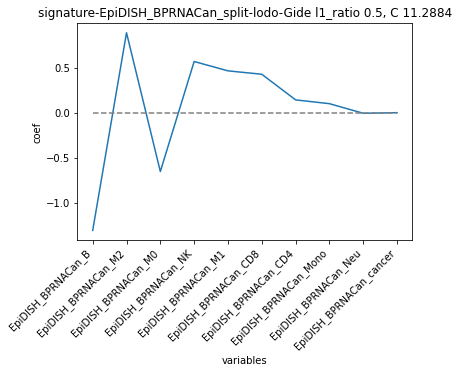 signature-EpiDISH_BPRNACan_split-lodo-Gide l1_ratio 0.5, C 11.2884
0.5
0.0
−0.5
−1.0
coef
EpiDISH_BPRNACan_B
EpiDISH_BPRNACan_M2
EpiDISH_BPRNACan_M0
EpiDISH_BPRNACan_NK
EpiDISH_BPRNACan_M1
EpiDISH_BPRNACan_CD8
EpiDISH_BPRNACan_CD4
EpiDISH_BPRNACan_Mono
EpiDISH_BPRNACan_Neu
EpiDISH_BPRNACan_cancer
variables